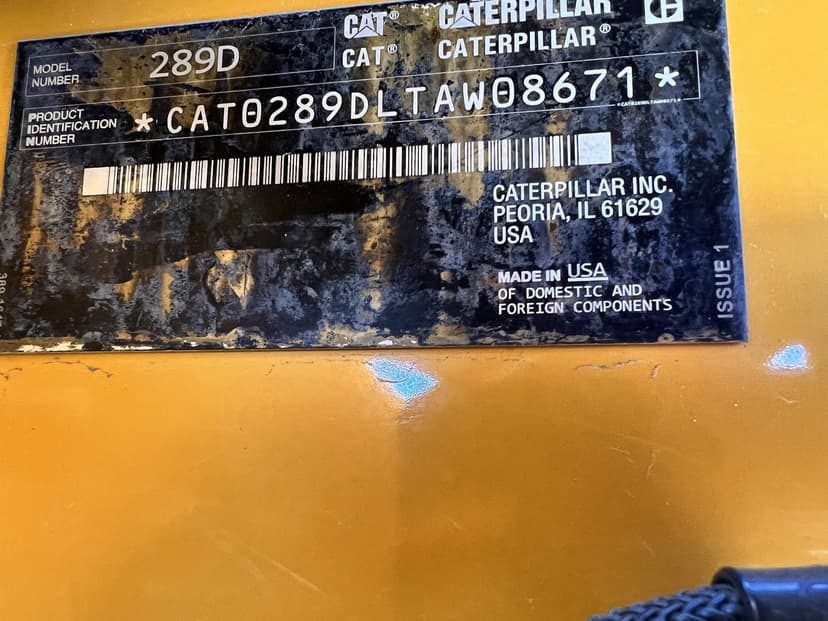 CAT® CATERPILLAR
CAT® CATERPILLAR®
MODEL
NUMBER
289D
PRODUCT
IDENTIFICATION
NUMBER
*CAT0289DLTAW08671*
*CAT0289DLTAW08671*
CATERPILLAR INC.
PEORIA, IL 61629
USA
MADE IN USA
OF DOMESTIC AND
FOREIGN COMPONENTS
ISSUE 1